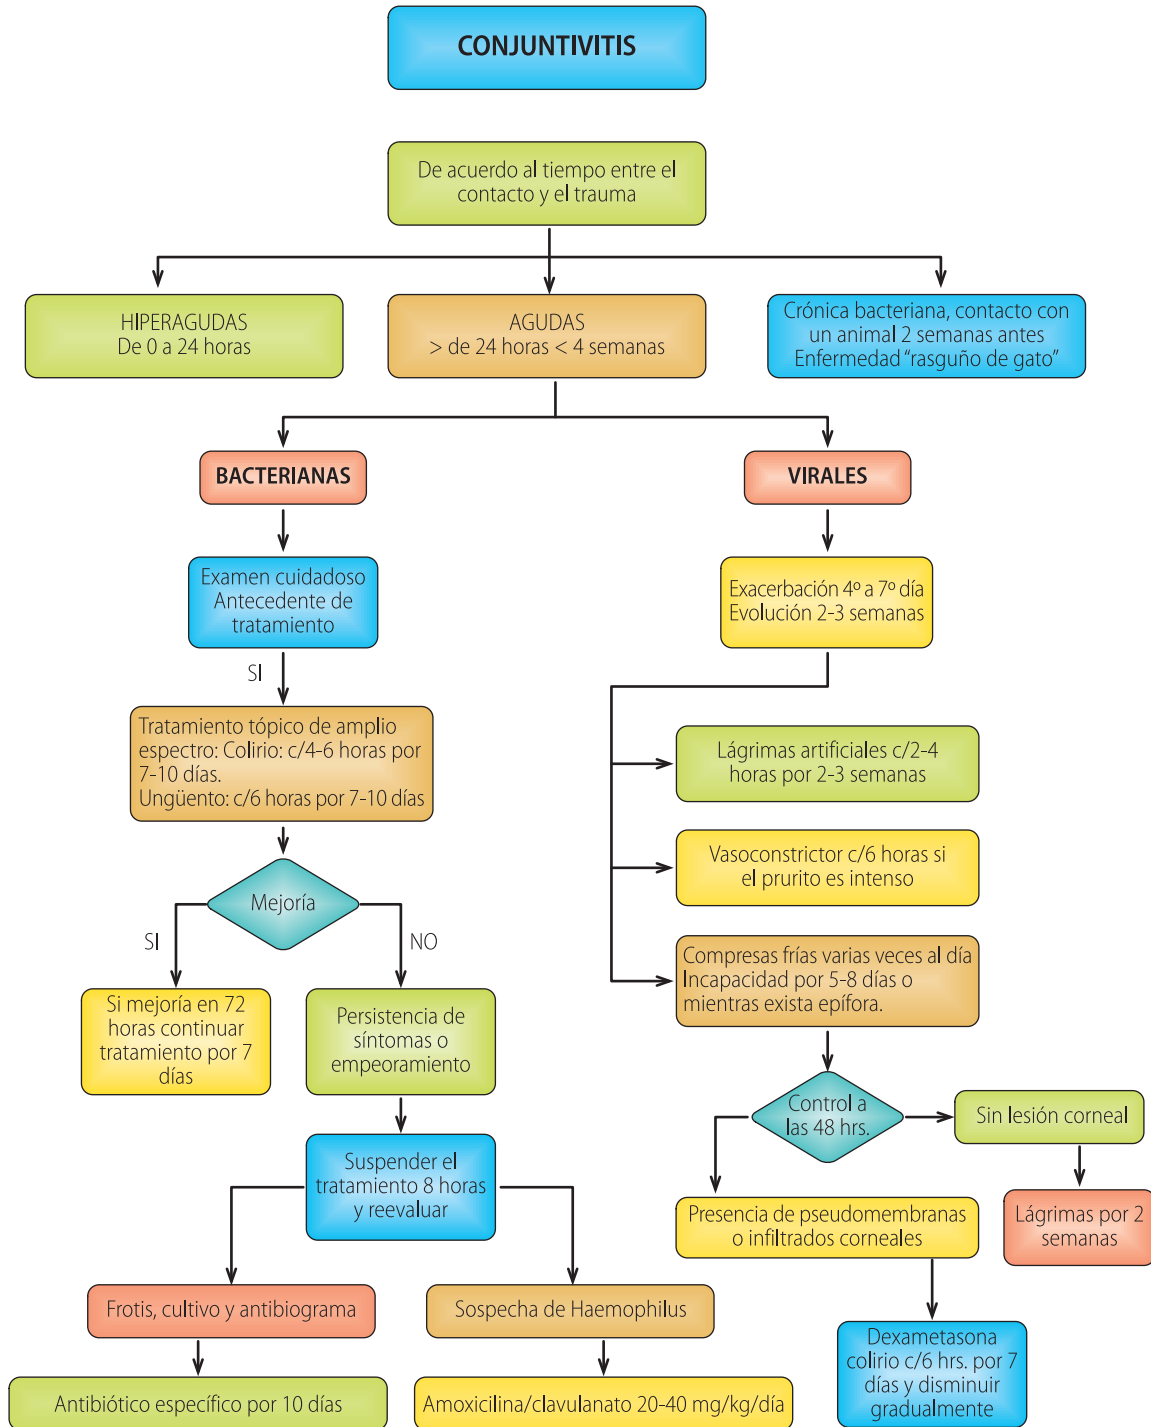 CONJUNTIVITIS
De acuerdo al tiempo entre el
contacto y el trauma
HIPERAGUDAS
De 0 a 24 horas
AGUDAS
> de 24 horas < 4 semanas
Crónica bacteriana, contacto con
un animal 2 semanas antes
Enfermedad “rasguño de gato”
BACTERIANAS
VIRALES
Examen cuidadoso
Antecedente de
tratamiento
SI
Tratamiento tópico de amplio
espectro: Colirio: c/4-6 horas por
7-10 días.
Ungüento: c/6 horas por 7-10 días
Mejoría
SI
NO
Si mejoría en 72
horas continuar
tratamiento por 7
días
Persistencia de
síntomas o
empeoramiento
Suspender el
tratamiento 8 horas
y reevaluar
Frotis, cultivo y antibiograma
Sospecha de Haemophilus
Antibiótico específico por 10 días
Amoxicilina/clavulanato 20-40 mg/kg/día
Exacerbación 4º a 7º día
Evolución 2-3 semanas
Lágrimas artificiales c/2-4
horas por 2-3 semanas
Vasoconstrictor c/6 horas si
el prurito es intenso
Compresas frías varias veces al día
Incapacidad por 5-8 días o
mientras exista epífora.
Control a
las 48 hrs.
Sin lesión corneal
Presencia de pseudomembranas
o infiltrados corneales
Lágrimas por 2
semanas
Dexametasona
colirio c/6 hrs. por 7
días y disminuir
gradualmente